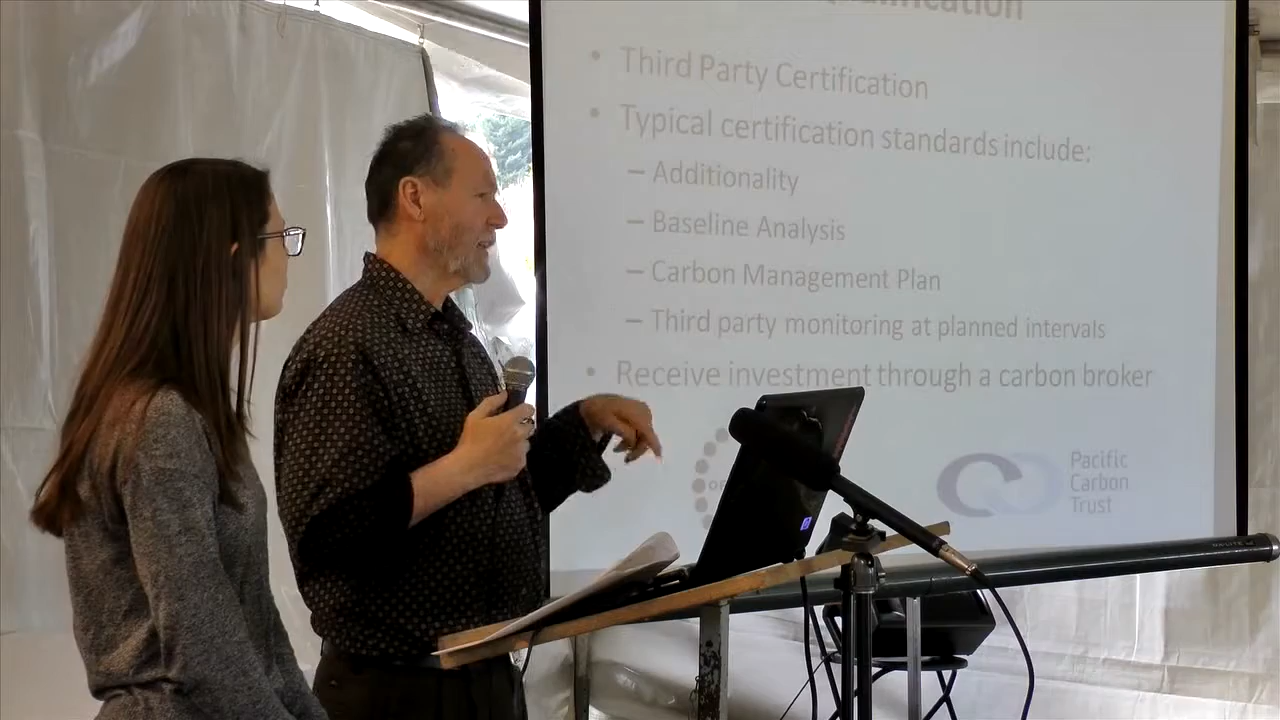 • Third Party Certification
• Typical certification standards include:
– Additionality
– Baseline Analysis
– Carbon Management Plan
– Third party monitoring at planned intervals
• Receive investment through a carbon broker
Pacific
Carbon
Trust